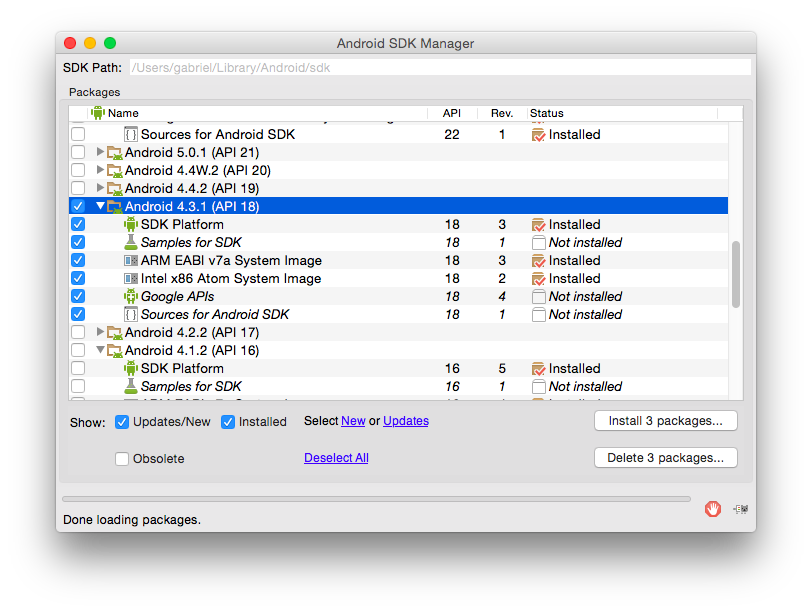 Android SDK Manager
SDK Path: /Users/gabriel/Library/Android/sdk
Packages
Name API Rev. Status
Sources for Android SDK 22 1 Installed
Android 5.0.1 (API 21)
Android 4.4W.2 (API 20)
Android 4.4.2 (API 19)
Android 4.3.1 (API 18)
SDK Platform 18 3 Installed
Samples for SDK 18 1 Not installed
ARM EABI v7a System Image 18 3 Installed
Intel x86 Atom System Image 18 2 Installed
Google APIs 18 4 Not installed
Sources for Android SDK 18 1 Not installed
Android 4.2.2 (API 17)
Android 4.1.2 (API 16)
SDK Platform 16 5 Installed
Samples for SDK 16 1 Not installed
Show: Updates/New Installed Select New or Updates Install 3 packages...
Obsolete Deselect All Delete 3 packages...
Done loading packages.